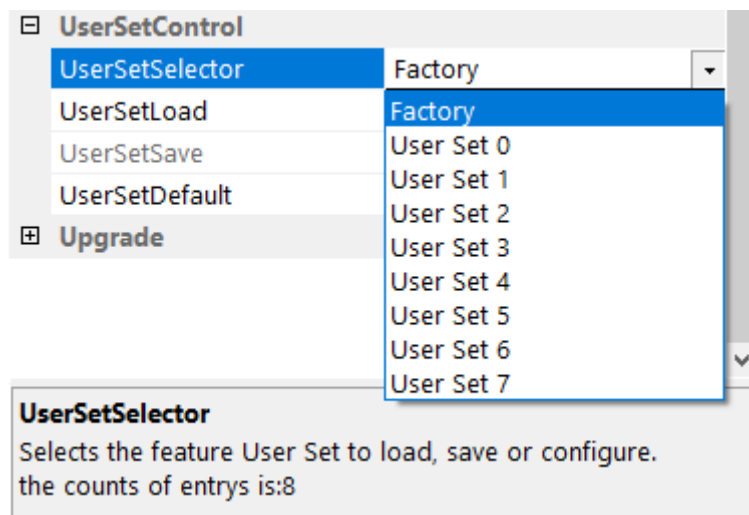 UserSetControl
UserSetSelector Factory
UserSetLoad Factory
UserSetSave User Set 0
User Set 1
UserSetDefault User Set 2
Upgrade User Set 3
User Set 4
User Set 5
User Set 6
User Set 7
UserSetSelector
Selects the feature User Set to load, save or configure.
the counts of entrys is:8